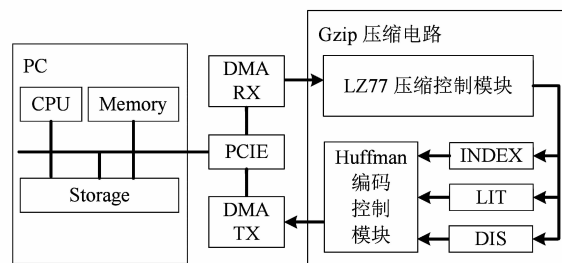 PC
CPU
Memory
Storage
DMA
RX
PCIE
DMA
TX
Gzip 压缩电路
LZ77 压缩控制模块
Huffman
编码
控制
模块
INDEX
LIT
DIS